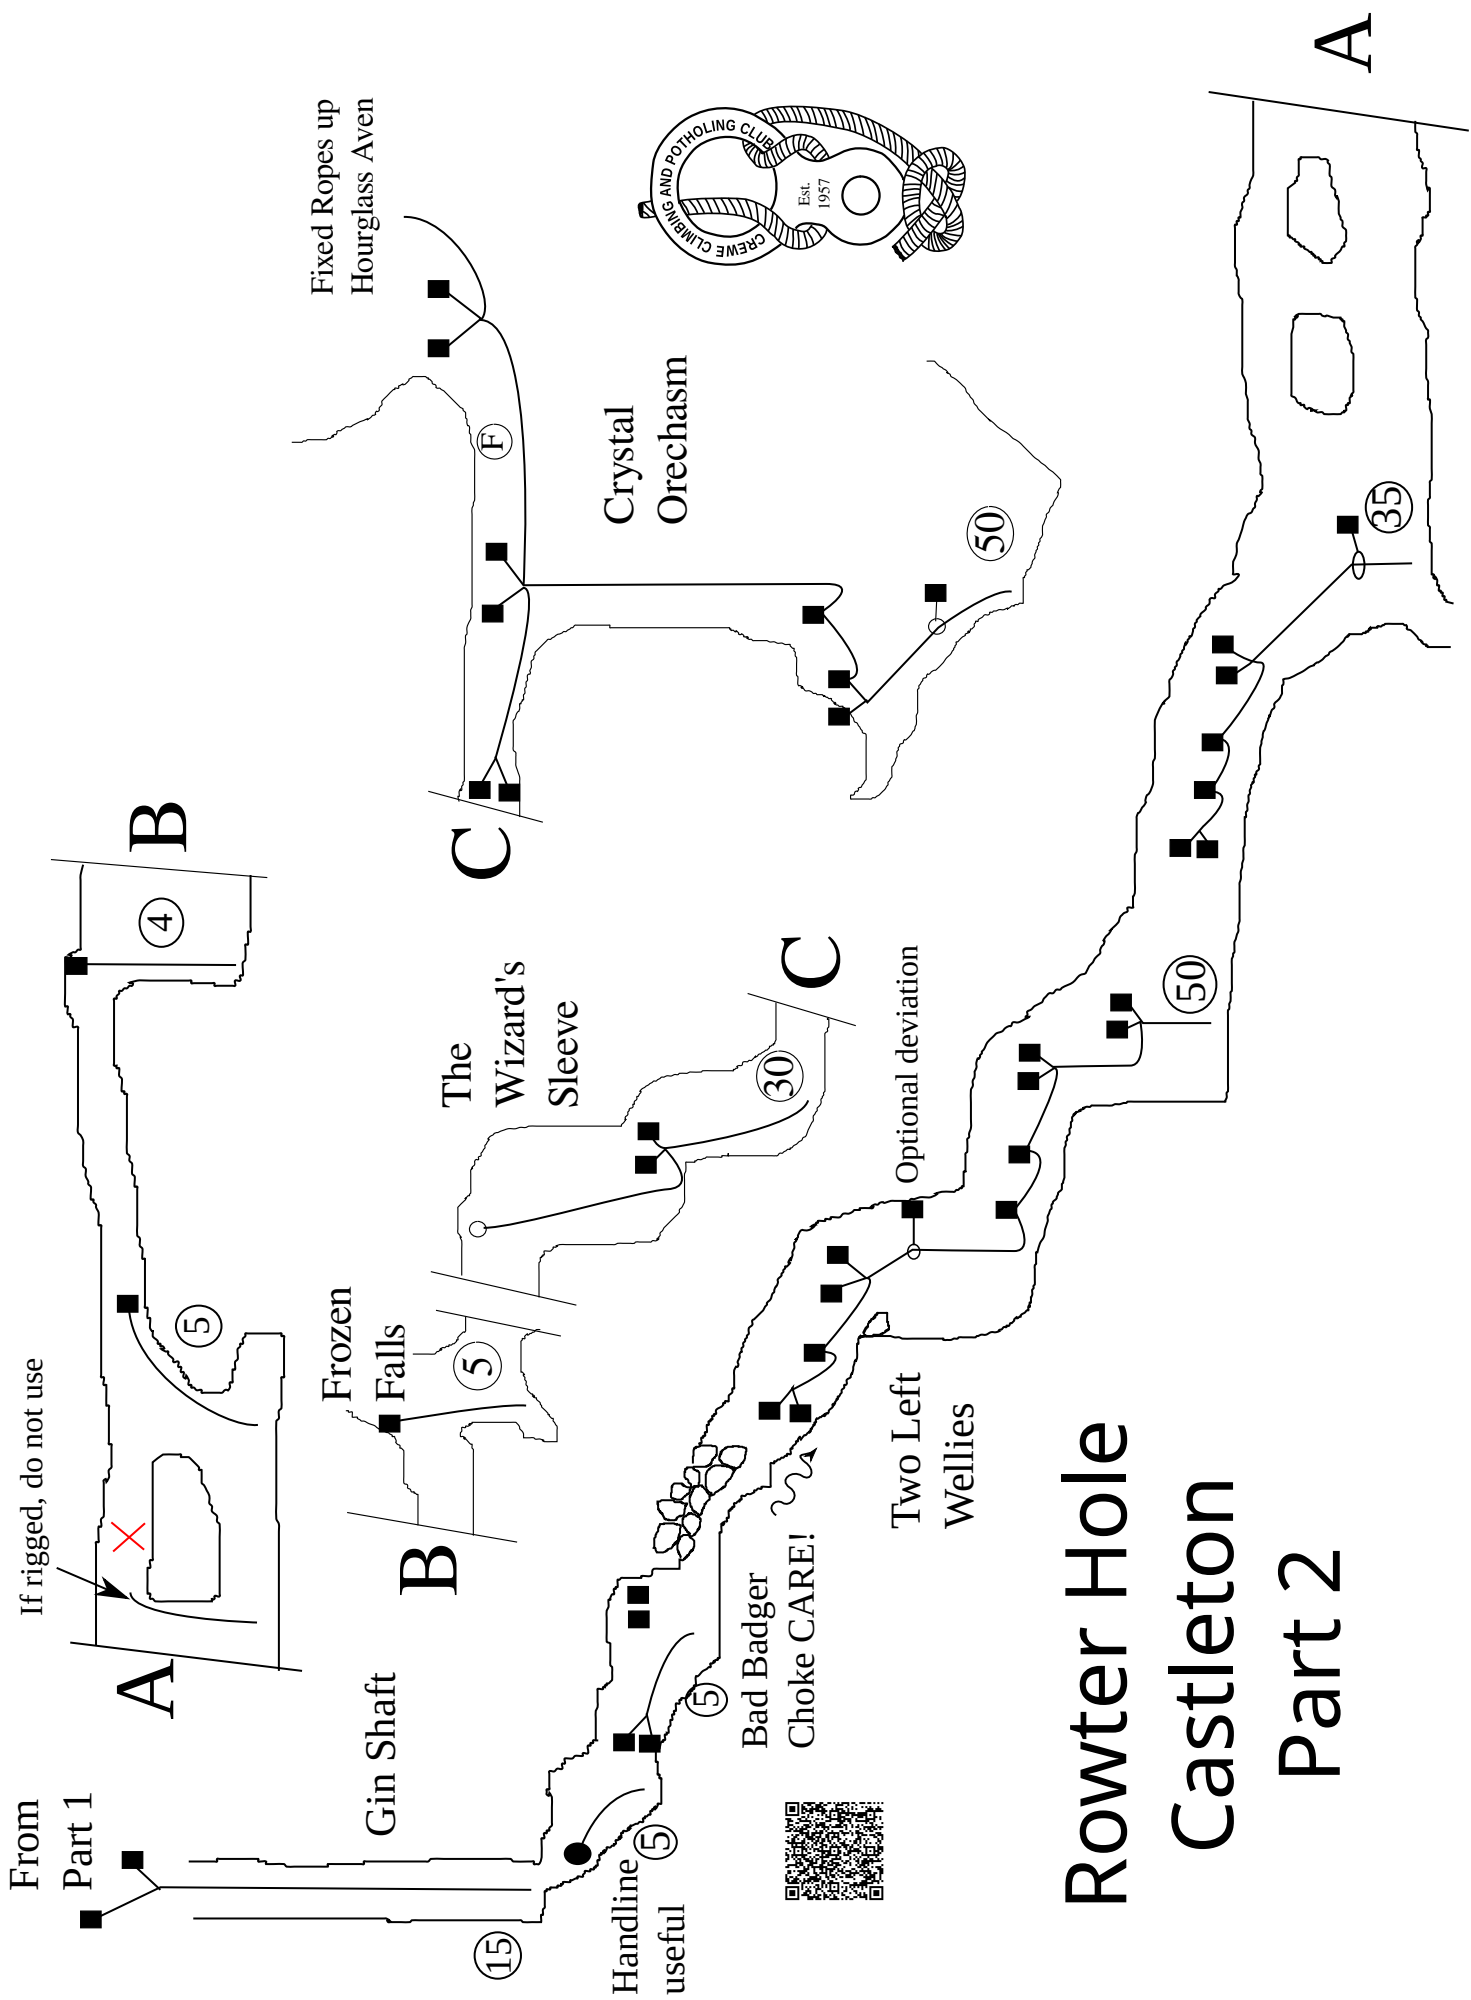 From
Part 1
15
Gin Shaft
Handline
useful
5
5
Bad Badger
Choke CARE!
Two Left
Wellies
Optional deviation
50
35
A
A
If rigged, do not use
5
4
B
B
Frozen
Falls
5
The
Wizard's
Sleeve
30
C
C
F
Fixed Ropes up
Hourglass Aven
Crystal
Orechasm
50
CREWE CLIMBING AND POTHOLING CLUB
Est.
1957
Rowter Hole
Castleton
Part 2